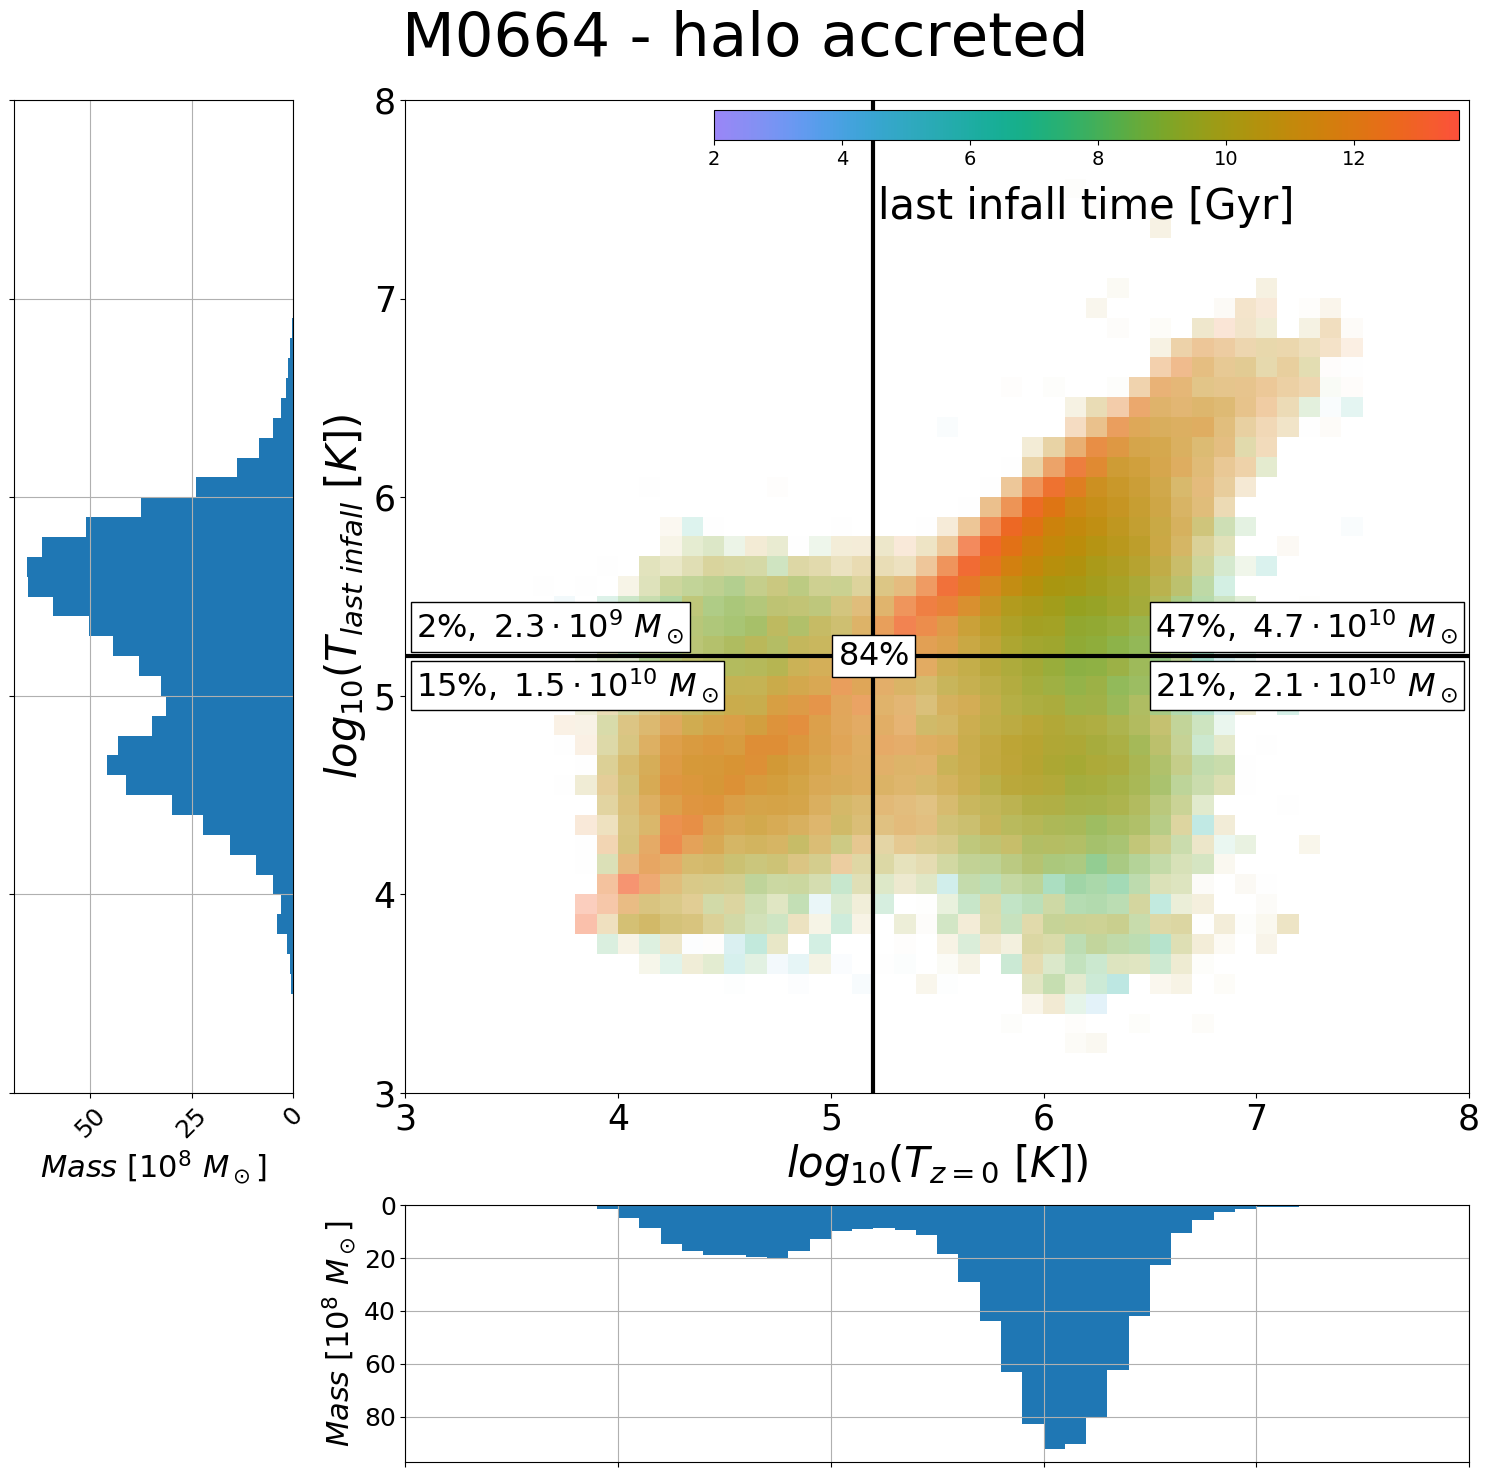 M0664 - halo accreted
8
7
6
5
4
3
log₁₀(T_last infall [K])
2 4 6 8 10 12
last infall time [Gyr]
2%, 2.3 · 10⁹ M⊙
47%, 4.7 · 10¹⁰ M⊙
84%
15%, 1.5 · 10¹⁰ M⊙
21%, 2.1 · 10¹⁰ M⊙
50 25 0
Mass [10⁸ M⊙]
3 4 5 6 7 8
log₁₀(T_z=0 [K])
0
20
40
60
80
Mass [10⁸ M⊙]